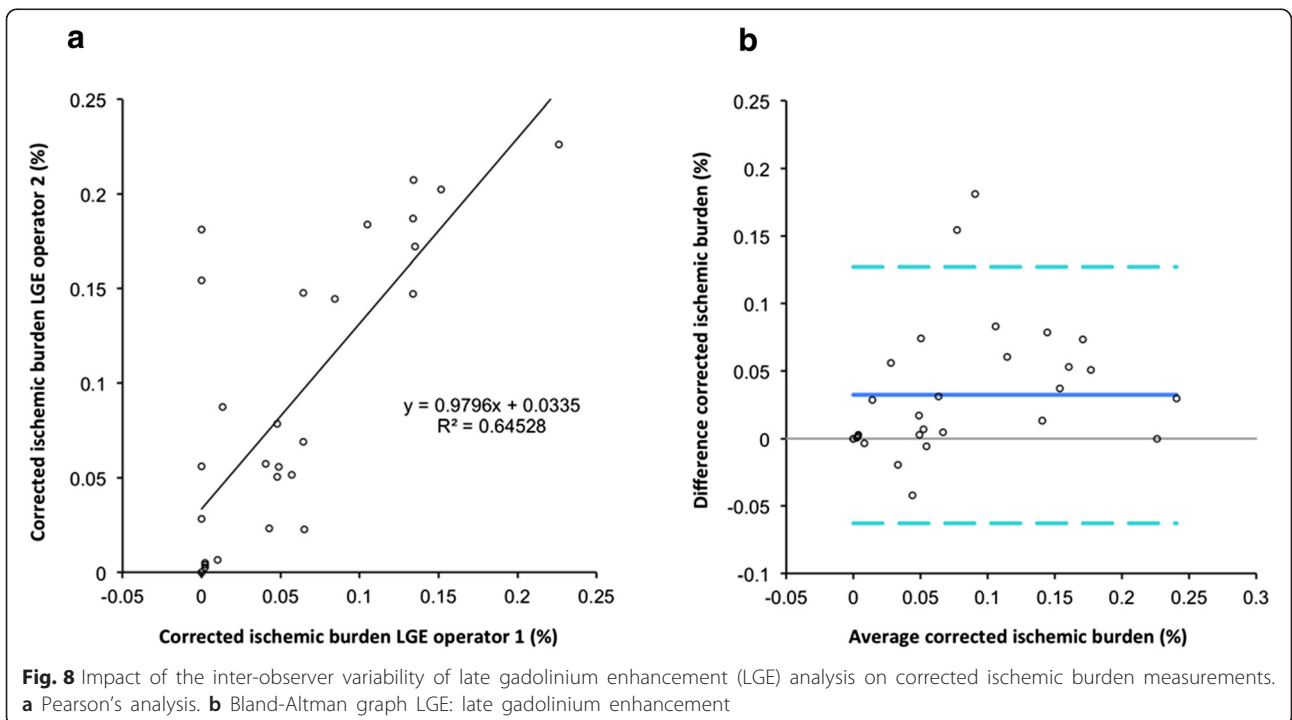 a
b
Corrected ischemic burden LGE operator 2 (%)
0.25
0.2
0.15
0.1
0.05
0
-0.05
0
0.05
0.1
0.15
0.2
0.25
y = 0.9796x + 0.0335
R² = 0.64528
Corrected ischemic burden LGE operator 1 (%)
Difference corrected ischemic burden (%)
0.25
0.2
0.15
0.1
0.05
0
-0.05
-0.1
-0.05
0
0.05
0.1
0.15
0.2
0.25
0.3
Average corrected ischemic burden (%)
Fig. 8 Impact of the inter-observer variability of late gadolinium enhancement (LGE) analysis on corrected ischemic burden measurements.
a Pearson's analysis. b Bland-Altman graph LGE: late gadolinium enhancement